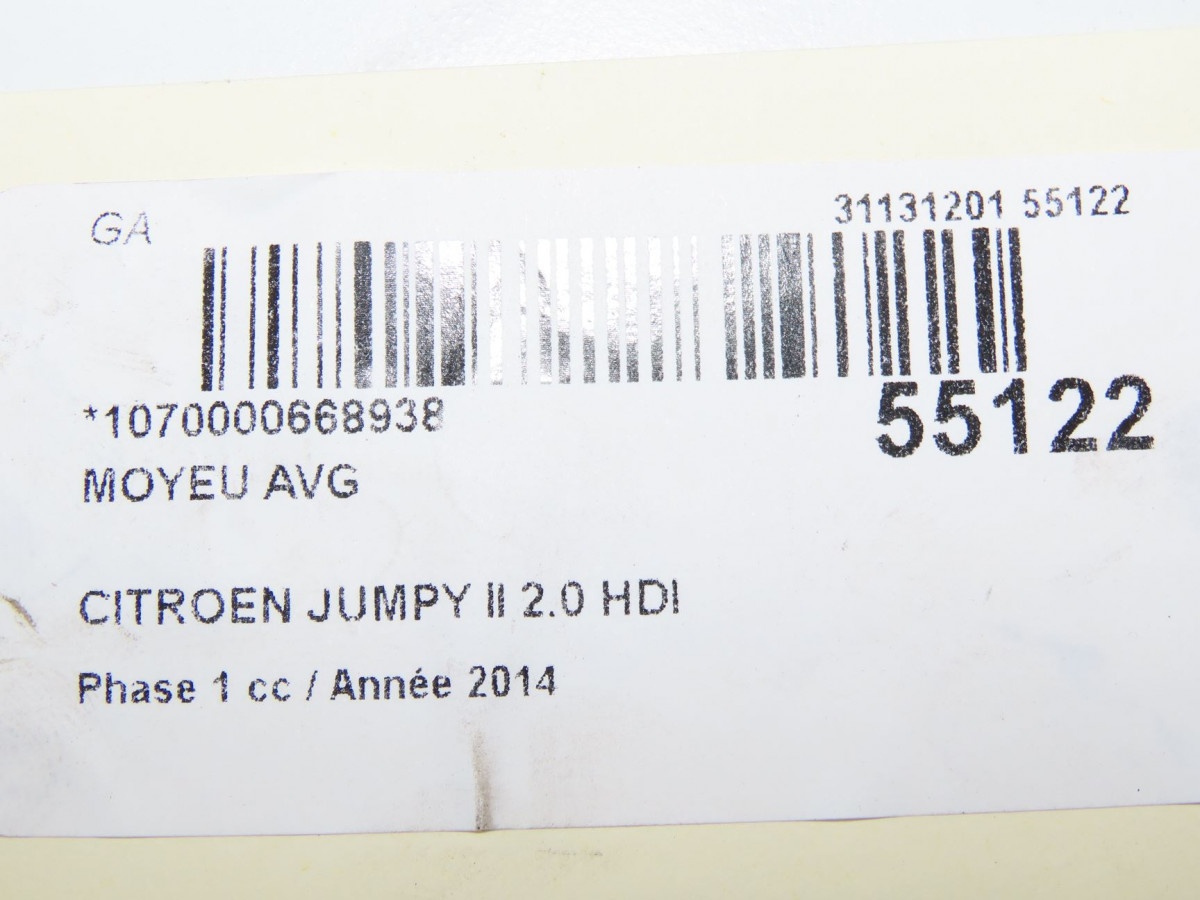 GA
31131201 55122
*1070000668938
55122
MOYEU AVG
CITROEN JUMPY II 2.0 HDI
Phase 1 cc / Année 2014